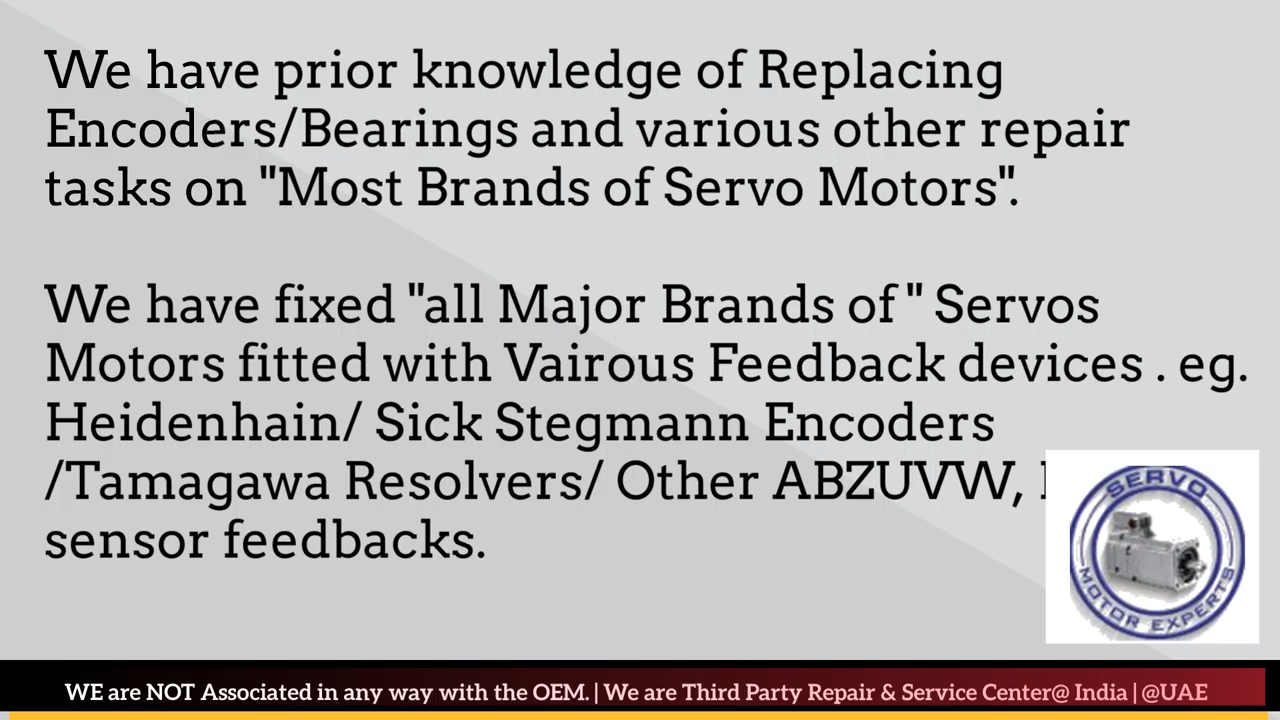 We have prior knowledge of Replacing
Encoders/Bearings and various other repair
tasks on "Most Brands of Servo Motors".
We have fixed "all Major Brands of " Servos
Motors fitted with Vairous Feedback devices . eg.
Heidenhain/ Sick Stegmann Encoders
/Tamagawa Resolvers/ Other ABZUVW,
sensor feedbacks.
SERVO
MOTOR EXPERTS
WE are NOT Associated in any way with the OEM. | We are Third Party Repair & Service Center@ India | @UAE